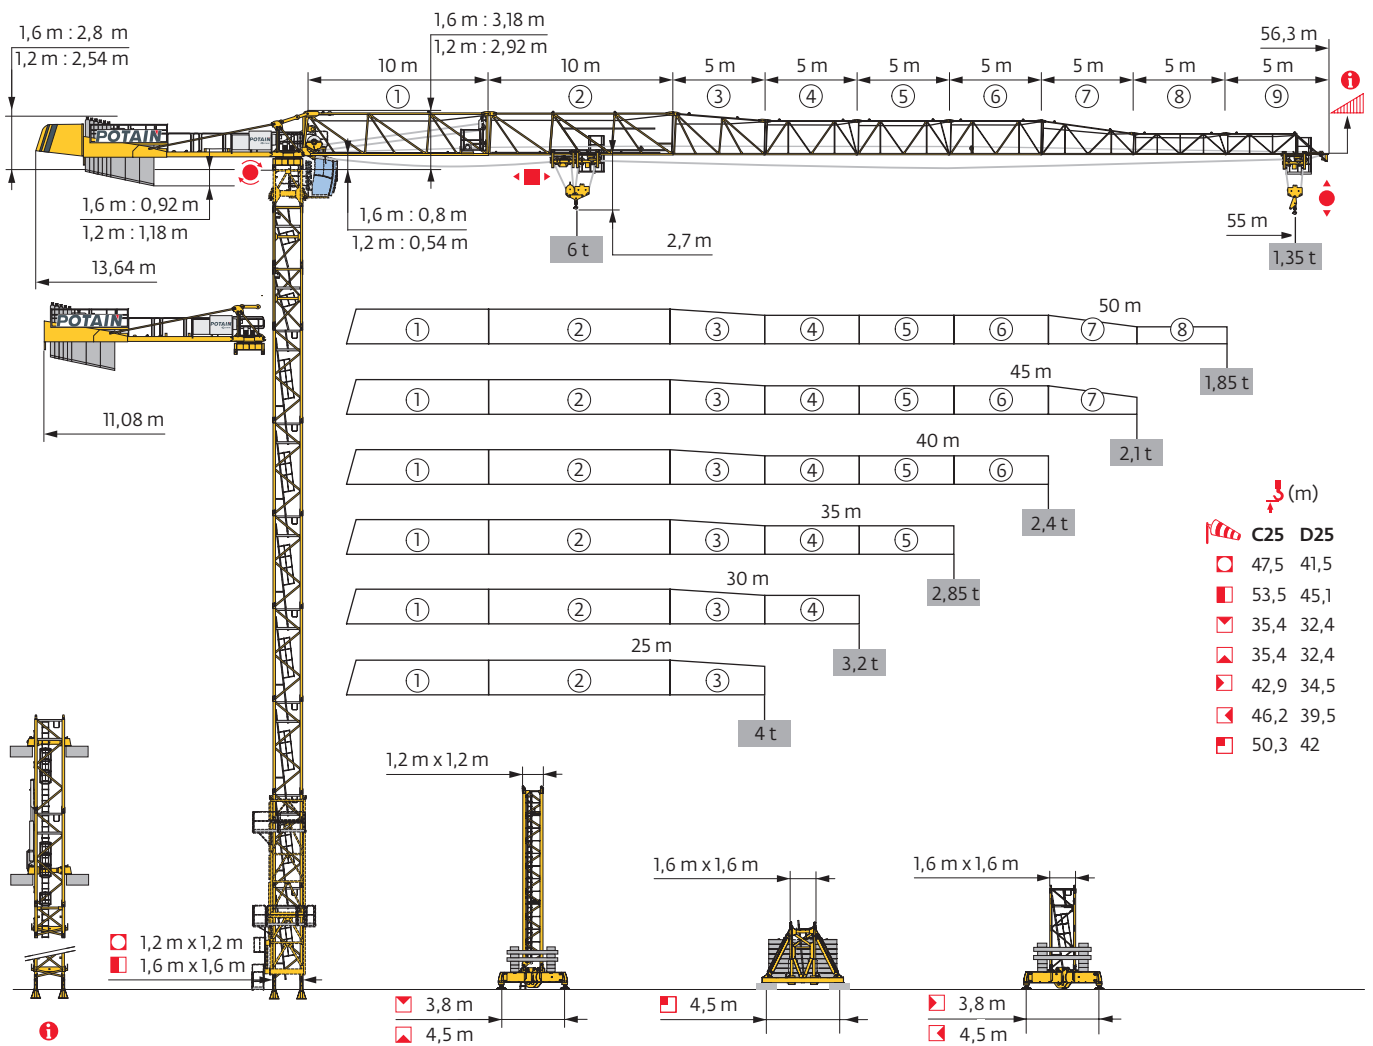 1,6 m : 2,8 m
1,2 m : 2,54 m
1,6 m : 3,18 m
1,2 m : 2,92 m
56,3 m
10 m 10 m 5 m 5 m 5 m 5 m 5 m 5 m 5 m
① ② ③ ④ ⑤ ⑥ ⑦ ⑧ ⑨
i
POTAIN
POTAIN
1,6 m : 0,92 m
1,2 m : 1,18 m
1,6 m : 0,8 m
1,2 m : 0,54 m
6 t
2,7 m
55 m
1,35 t
13,64 m
POTAIN
POTAIN
11,08 m
50 m
① ② ③ ④ ⑤ ⑥ ⑦ ⑧
1,85 t
45 m
① ② ③ ④ ⑤ ⑥ ⑦
2,1 t
40 m
① ② ③ ④ ⑤ ⑥
2,4 t
35 m
① ② ③ ④ ⑤
2,85 t
30 m
① ② ③ ④
3,2 t
25 m
① ② ③
4 t
(m)
C25 D25
47,5 41,5
53,5 45,1
35,4 32,4
35,4 32,4
42,9 34,5
46,2 39,5
50,3 42
1,2 m x 1,2 m
1,6 m x 1,6 m
1,6 m x 1,6 m
1,2 m x 1,2 m
1,6 m x 1,6 m
3,8 m
4,5 m
4,5 m
3,8 m
4,5 m
i